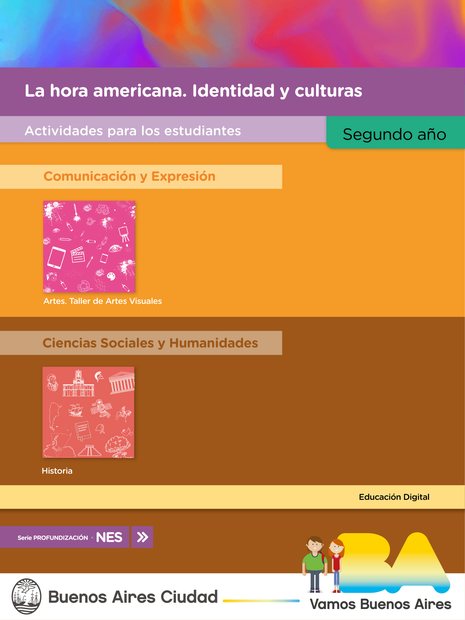 La hora americana. Identidad y culturas
Actividades para los estudiantes
Segundo año
Comunicación y Expresión
Artes. Taller de Artes Visuales
Ciencias Sociales y Humanidades
Historia
Educación Digital
Serie PROFUNDIZACIÓN · NES
BA
Buenos Aires Ciudad
Vamos Buenos Aires